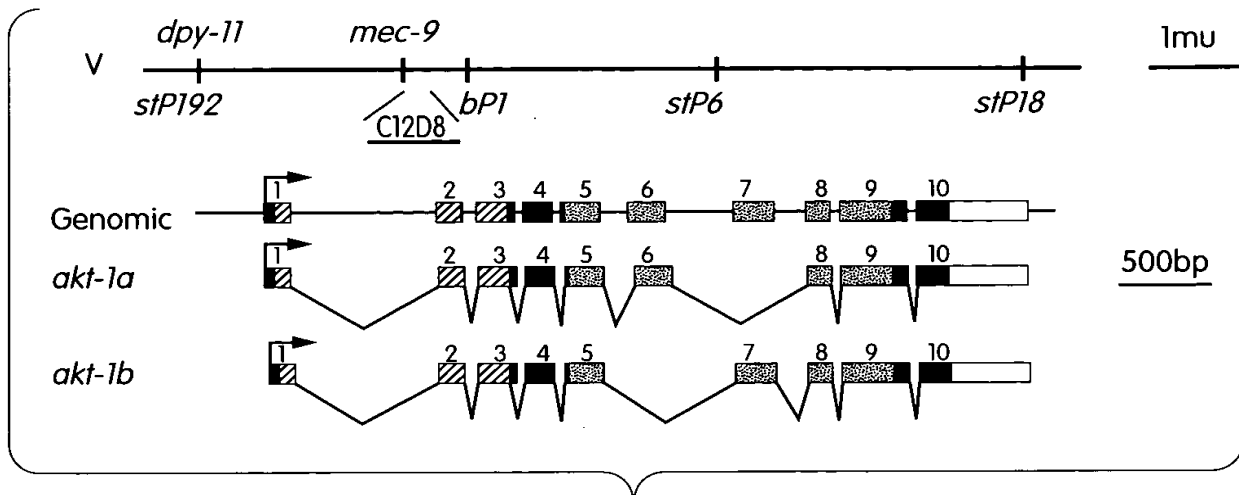 dpy-11 mec-9 1mu
V
stP192 bP1 stP6 stP18
C12D8
1 2 3 4 5 6 7 8 9 10
Genomic
1 2 3 4 5 6 8 9 10
akt-1a 500bp
1 2 3 4 5 7 8 9 10
akt-1b